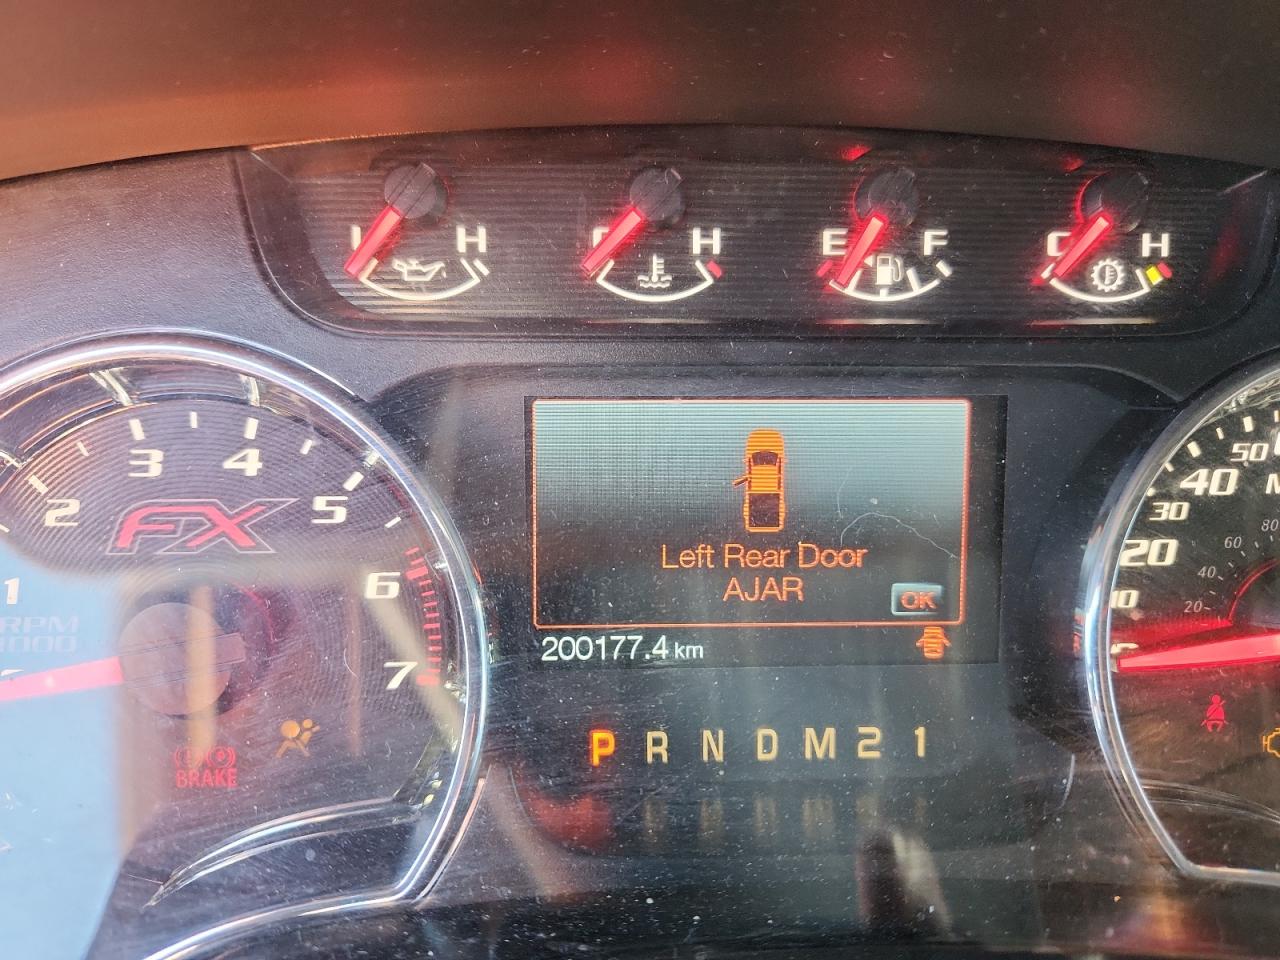 L H
H
E F
C H
3 4
2 5
FX
1 6
RPM
7
BRAKE
Left Rear Door
AJAR
OK
200177.4 km
P R N D M 2 1
50
40
30
20
80
60
40
20